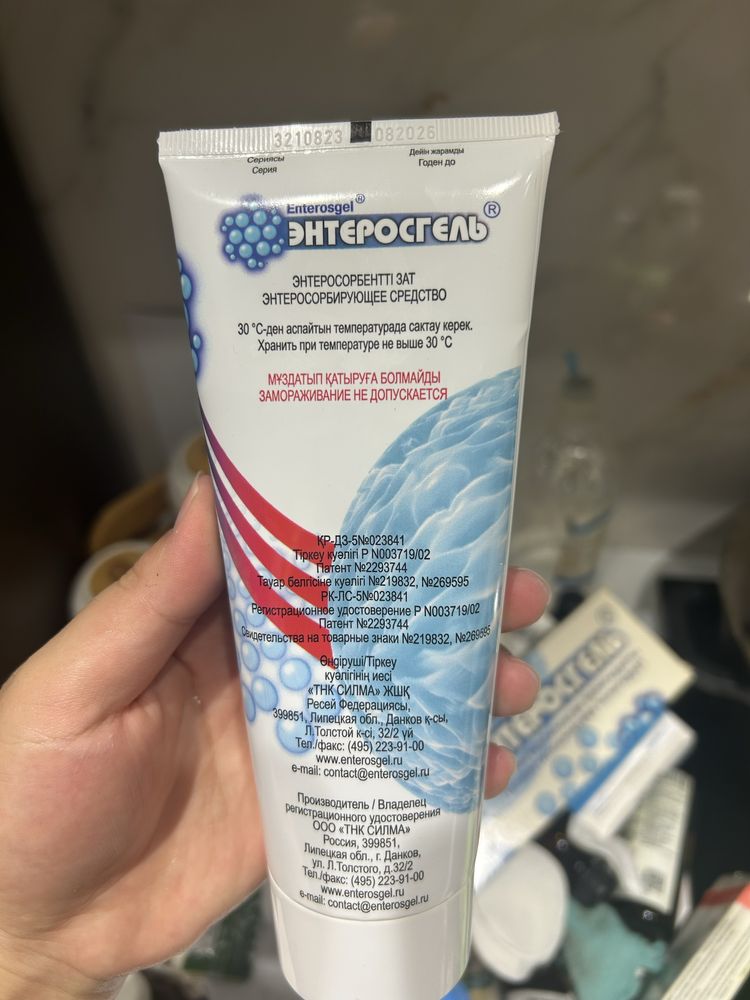 3210823 082026
Сериясы Дейін жарамды
Серия Годен до
Enterosgel®
ЭНТЕРОСГЕЛЬ®
ЭНТЕРОСОРБЕНТТІ ЗАТ
ЭНТЕРОСОРБИРУЮЩЕЕ СРЕДСТВО
30 °С-ден аспайтын температурада сақтау керек.
Хранить при температуре не выше 30 °С
МҰЗДАТЫП ҚАТЫРУҒА БОЛМАЙДЫ
ЗАМОРАЖИВАНИЕ НЕ ДОПУСКАЕТСЯ
ҚР-ДЗ-5№023841
Тіркеу куәлігі Р N003719/02
Патент №2293744
Тауар белгісіне куәлігі №219832, №269595
РК-ЛС-5№023841
Регистрационное удостоверение Р N003719/02
Патент №2293744
Свидетельства на товарные знаки №219832, №269595
Өндіруші/Тіркеу
куәлігінің иесі
«ТНК СИЛМА» ЖШҚ
Ресей Федерациясы,
399851, Липецкая обл., Данков қ-сы,
Л.Толстой к-сі, 32/2 үй
Тел./факс: (495) 223-91-00
www.enterosgel.ru
e-mail: contact@enterosgel.ru
Производитель / Владелец
регистрационного удостоверения
ООО «ТНК СИЛМА»
Россия, 399851,
Липецкая обл., г. Данков,
ул. Л.Толстого, д.32/2
Тел./факс: (495) 223-91-00
www.enterosgel.ru
e-mail: contact@enterosgel.ru
ТЕРОСГЕЛЬ®